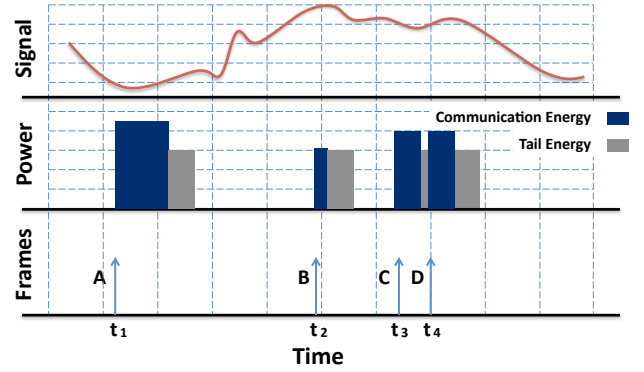 Signal
Power
Communication Energy
Tail Energy
Frames
A B C D
t1 t2 t3 t4
Time